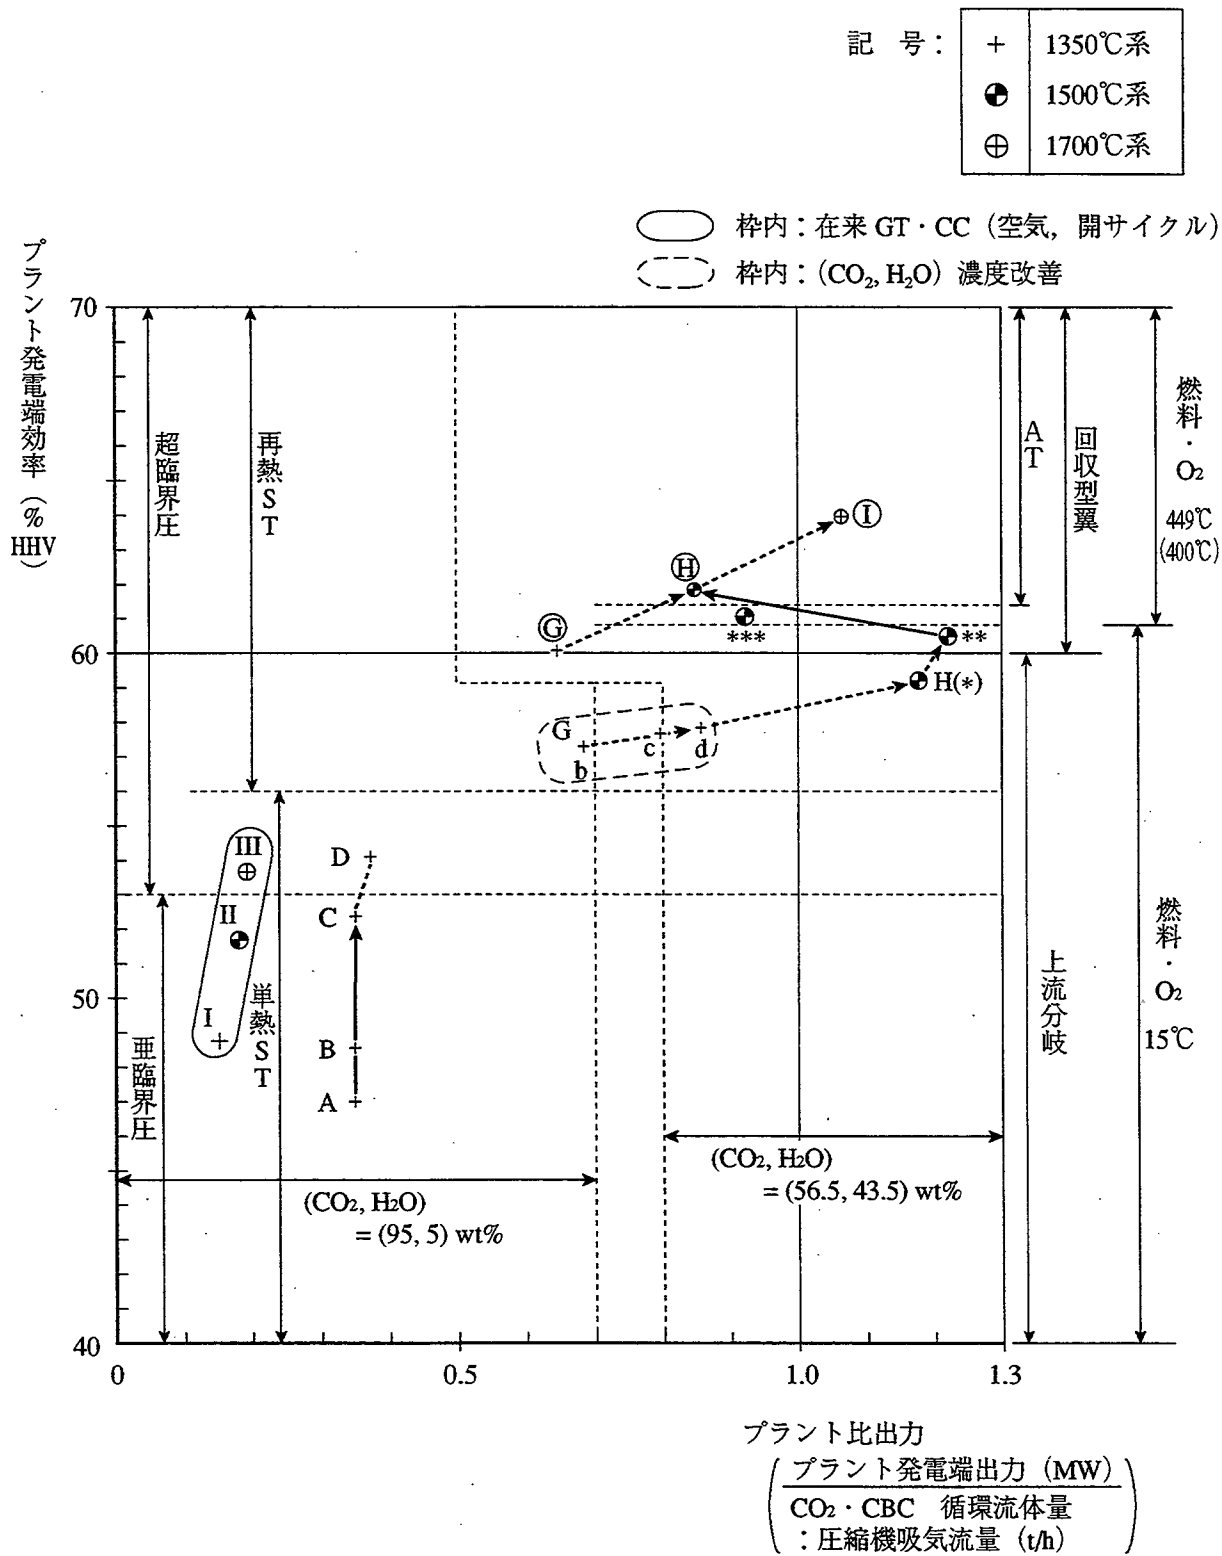 記 号：
+ 1350℃系
1500℃系
⊕ 1700℃系
枠内：在来 GT・CC（空気，開サイクル）
枠内：(CO₂, H₂O) 濃度改善
プラント発電端効率（% HHV）
70
60
50
40
超臨界圧
再熱ST
亜臨界圧
単熱ST
AT
回収型翼
燃料・O₂
449℃
(400℃)
上流分岐
燃料・O₂
15℃
Ⓘ
Ⓗ
Ⓖ
***
**
H(*)
G
b
c
d
III
II
I
D
C
B
A
(CO₂, H₂O)
= (56.5, 43.5) wt%
(CO₂, H₂O)
= (95, 5) wt%
0
0.5
1.0
1.3
プラント比出力
プラント発電端出力（MW）
CO₂・CBC 循環流体量
：圧縮機吸気流量（t/h）